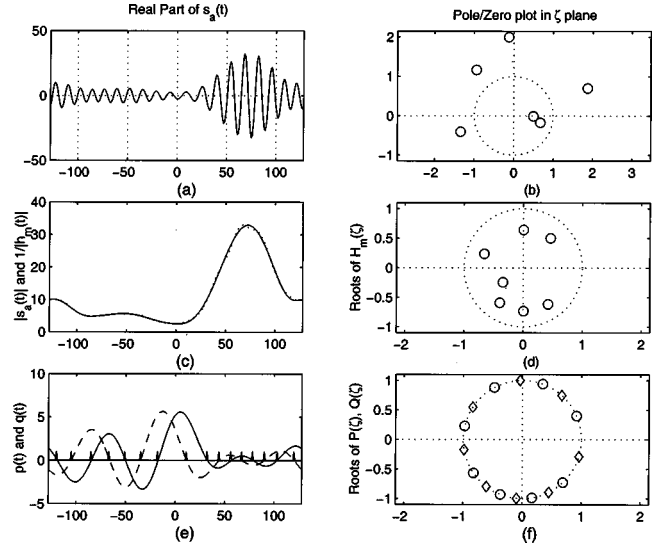 Real Part of s_a(t)
50
0
−50
−100 −50 0 50 100
(a)
Pole/Zero plot in ζ plane
2
1
0
−1
−2 −1 0 1 2 3
(b)
|s_a(t)| and 1/|h_m(t)|
40
30
20
10
0
−100 −50 0 50 100
(c)
Roots of H_m(ζ)
1
0.5
0
−0.5
−1
−2 −1 0 1 2
(d)
p(t) and q(t)
10
5
0
−5
−100 −50 0 50 100
(e)
Roots of P(ζ), Q(ζ)
1
0.5
0
−0.5
−1
−2 −1 0 1 2
(f)